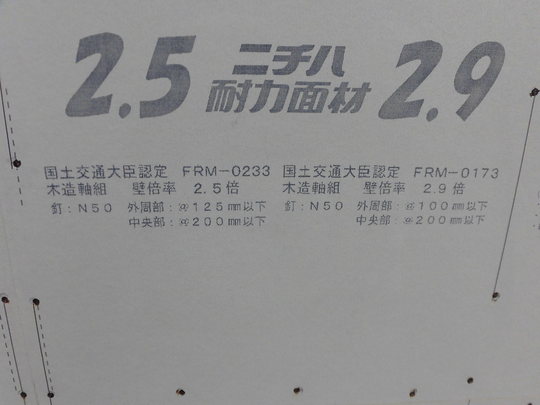 2.5 ニチハ 耐力面材 2.9
国土交通大臣認定 FRM-0233
木造軸組 壁倍率 2.5倍
釘:N50 外周部:@125mm以下
中央部:@200mm以下
国土交通大臣認定 FRM-0173
木造軸組 壁倍率 2.9倍
釘:N50 外周部:@100mm以下
中央部:@200mm以下